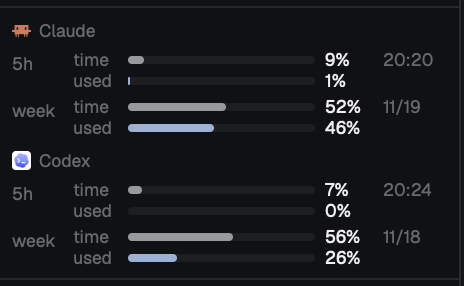 Claude
5h time 9% 20:20
used 1%
week time 52% 11/19
used 46%
Codex
5h time 7% 20:24
used 0%
week time 56% 11/18
used 26%